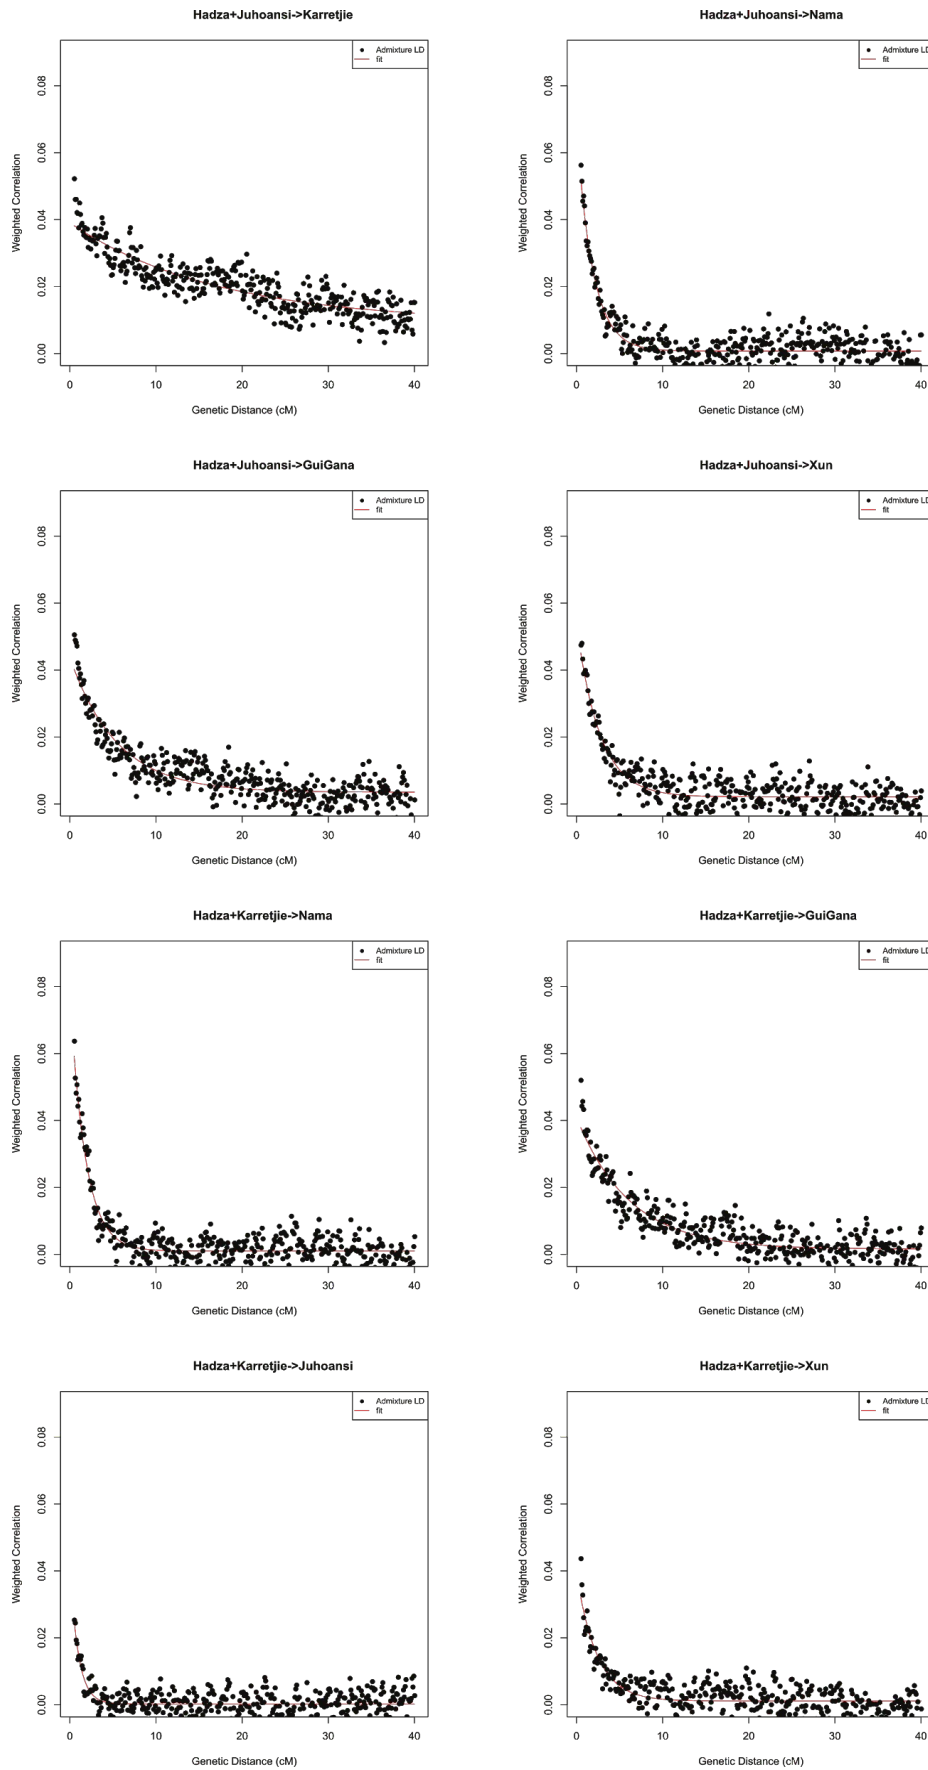 Hadza+Juhoansi->Karretjie
Admixture LD
fit
Weighted Correlation
0.08
0.06
0.04
0.02
0.00
0 10 20 30 40
Genetic Distance (cM)
Hadza+Juhoansi->Nama
Admixture LD
fit
Weighted Correlation
0.08
0.06
0.04
0.02
0.00
0 10 20 30 40
Genetic Distance (cM)
Hadza+Juhoansi->GuiGana
Admixture LD
fit
Weighted Correlation
0.08
0.06
0.04
0.02
0.00
0 10 20 30 40
Genetic Distance (cM)
Hadza+Juhoansi->Xun
Admixture LD
fit
Weighted Correlation
0.08
0.06
0.04
0.02
0.00
0 10 20 30 40
Genetic Distance (cM)
Hadza+Karretjie->Nama
Admixture LD
fit
Weighted Correlation
0.08
0.06
0.04
0.02
0.00
0 10 20 30 40
Genetic Distance (cM)
Hadza+Karretjie->GuiGana
Admixture LD
fit
Weighted Correlation
0.08
0.06
0.04
0.02
0.00
0 10 20 30 40
Genetic Distance (cM)
Hadza+Karretjie->Juhoansi
Admixture LD
fit
Weighted Correlation
0.08
0.06
0.04
0.02
0.00
0 10 20 30 40
Genetic Distance (cM)
Hadza+Karretjie->Xun
Admixture LD
fit
Weighted Correlation
0.08
0.06
0.04
0.02
0.00
0 10 20 30 40
Genetic Distance (cM)